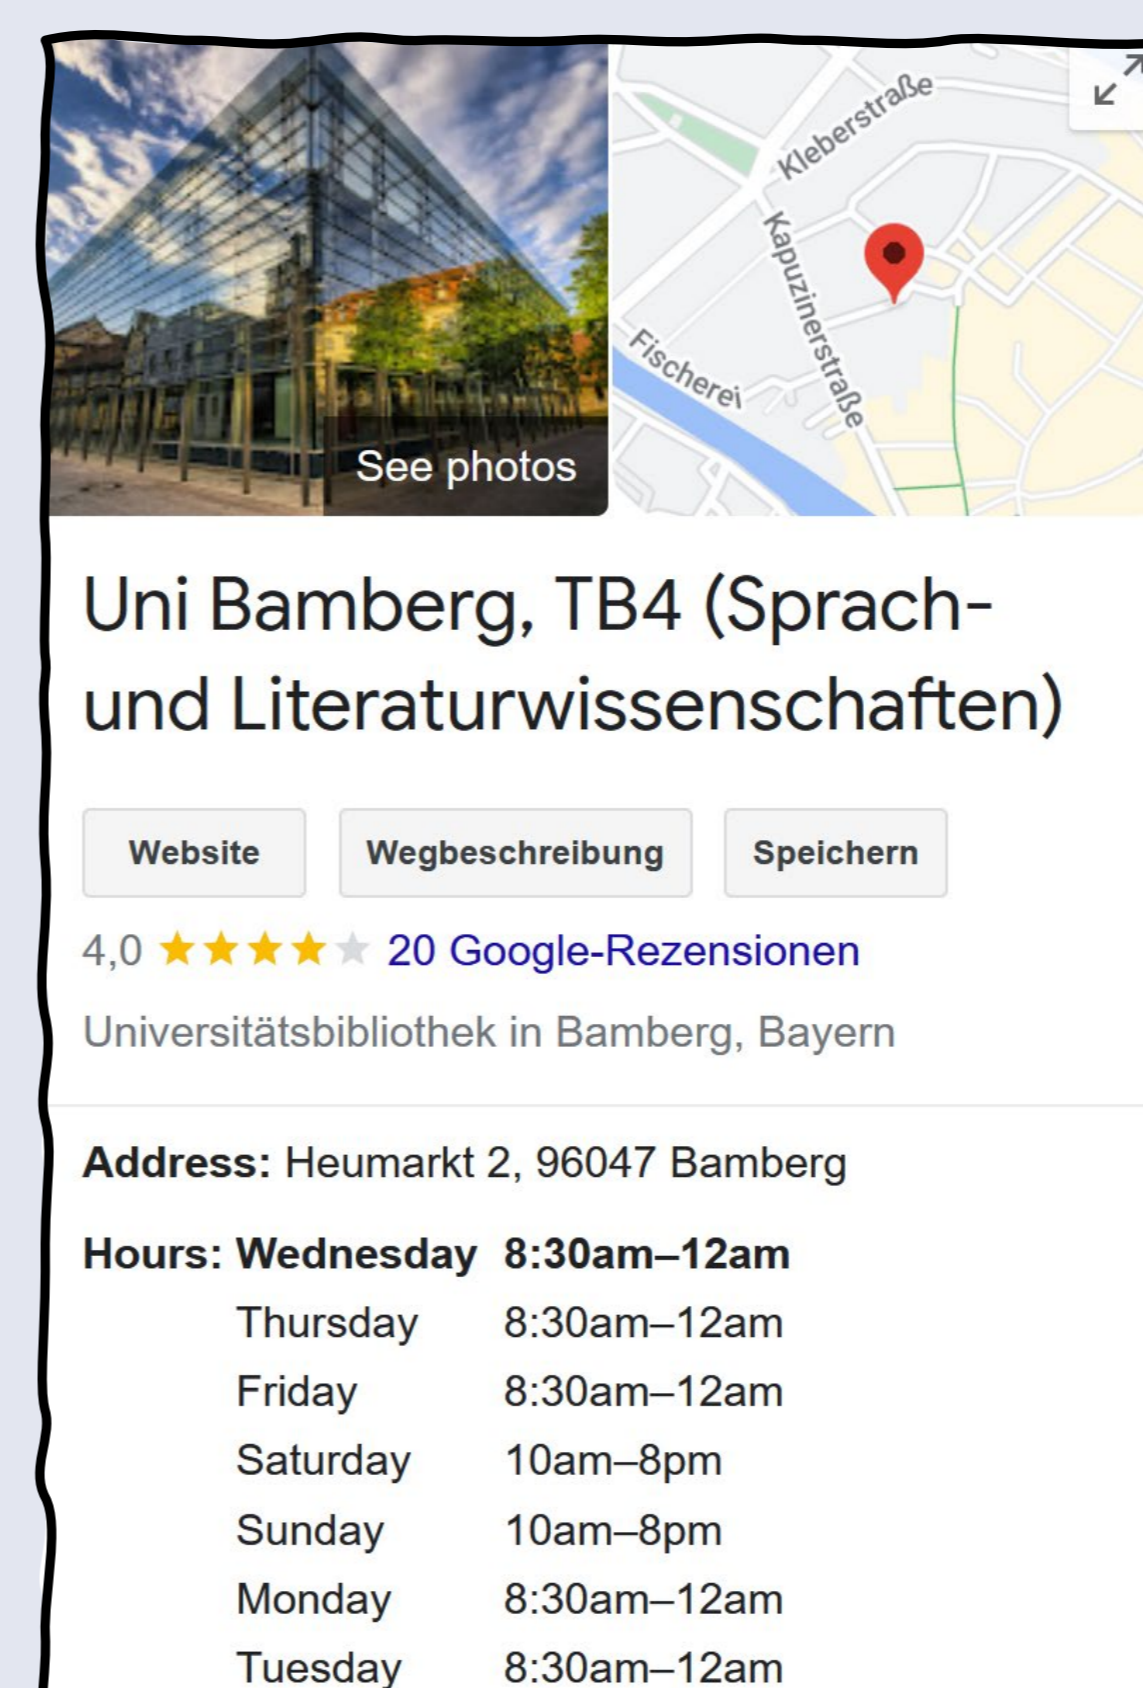 See photos
Kleberstraße
Kapuzinerstraße
Fischerei
Uni Bamberg, TB4 (Sprach-
und Literaturwissenschaften)
Website Wegbeschreibung Speichern
4,0 20 Google-Rezensionen
Universitätsbibliothek in Bamberg, Bayern
Address: Heumarkt 2, 96047 Bamberg
Hours: Wednesday 8:30am–12am
Thursday 8:30am–12am
Friday 8:30am–12am
Saturday 10am–8pm
Sunday 10am–8pm
Monday 8:30am–12am
Tuesday 8:30am–12am